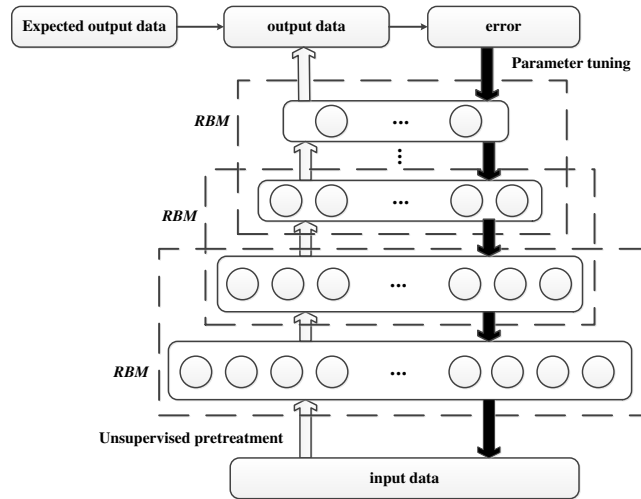 Expected output data
output data
error
Parameter tuning
RBM
...
...
RBM
...
...
RBM
...
Unsupervised pretreatment
input data